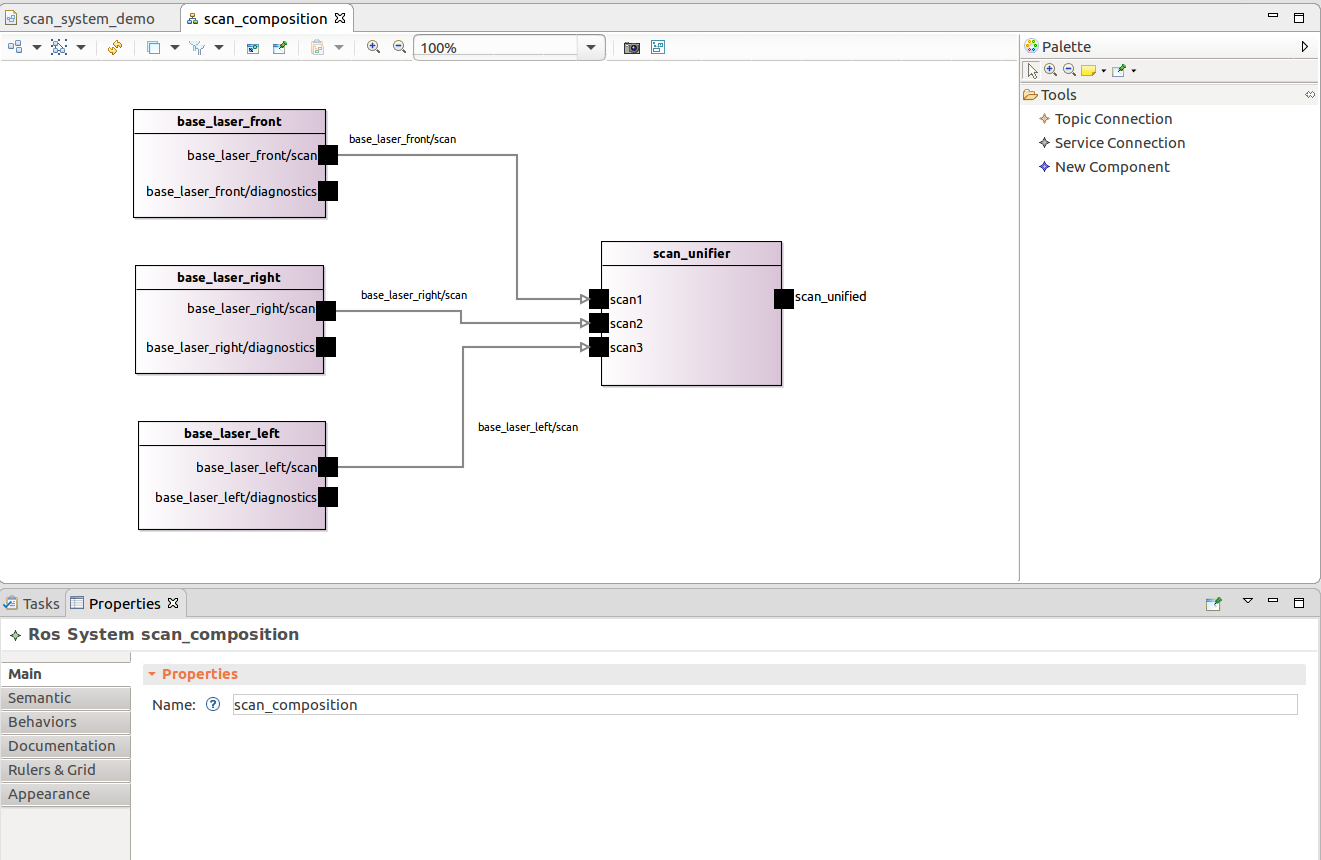 scan_system_demo
scan_composition
100%
Palette
Tools
Topic Connection
Service Connection
New Component
base_laser_front
base_laser_front/scan
base_laser_front/diagnostics
base_laser_front/scan
base_laser_right
base_laser_right/scan
base_laser_right/diagnostics
base_laser_right/scan
base_laser_left
base_laser_left/scan
base_laser_left/diagnostics
base_laser_left/scan
scan_unifier
scan1
scan2
scan3
scan_unified
Tasks
Properties
Ros System scan_composition
Main
Semantic
Behaviors
Documentation
Rulers & Grid
Appearance
Properties
Name: ? scan_composition